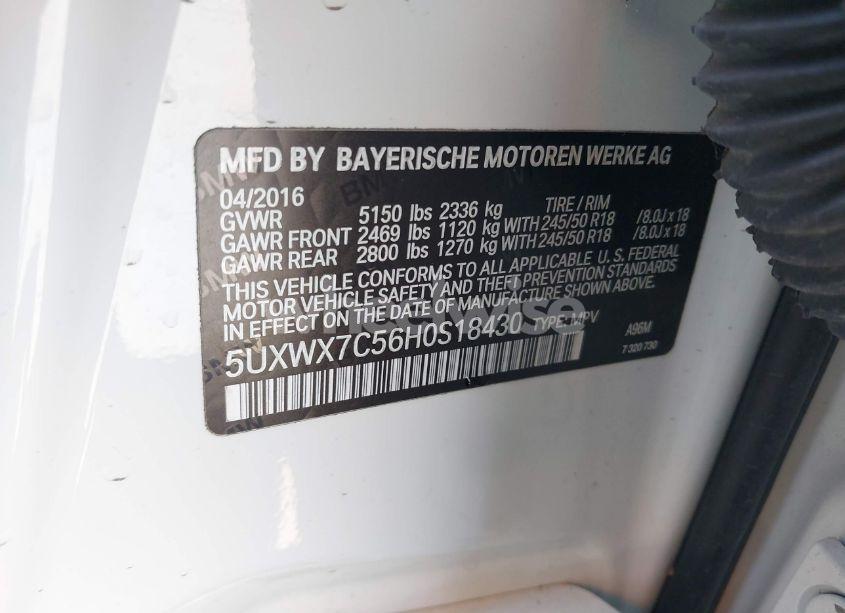 MFD BY BAYERISCHE MOTOREN WERKE AG
04/2016 TIRE / RIM
GVWR 5150 lbs 2336 kg
GAWR FRONT 2469 lbs 1120 kg WITH 245/50 R18 /8.0J x 18
GAWR REAR 2800 lbs 1270 kg WITH 245/50 R18 /8.0J x 18
THIS VEHICLE CONFORMS TO ALL APPLICABLE U. S. FEDERAL
MOTOR VEHICLE SAFETY AND THEFT PREVENTION STANDARDS
IN EFFECT ON THE DATE OF MANUFACTURE SHOWN ABOVE.
5UXWX7C56H0S18430 TYPE: MPV A96M
7 320 730